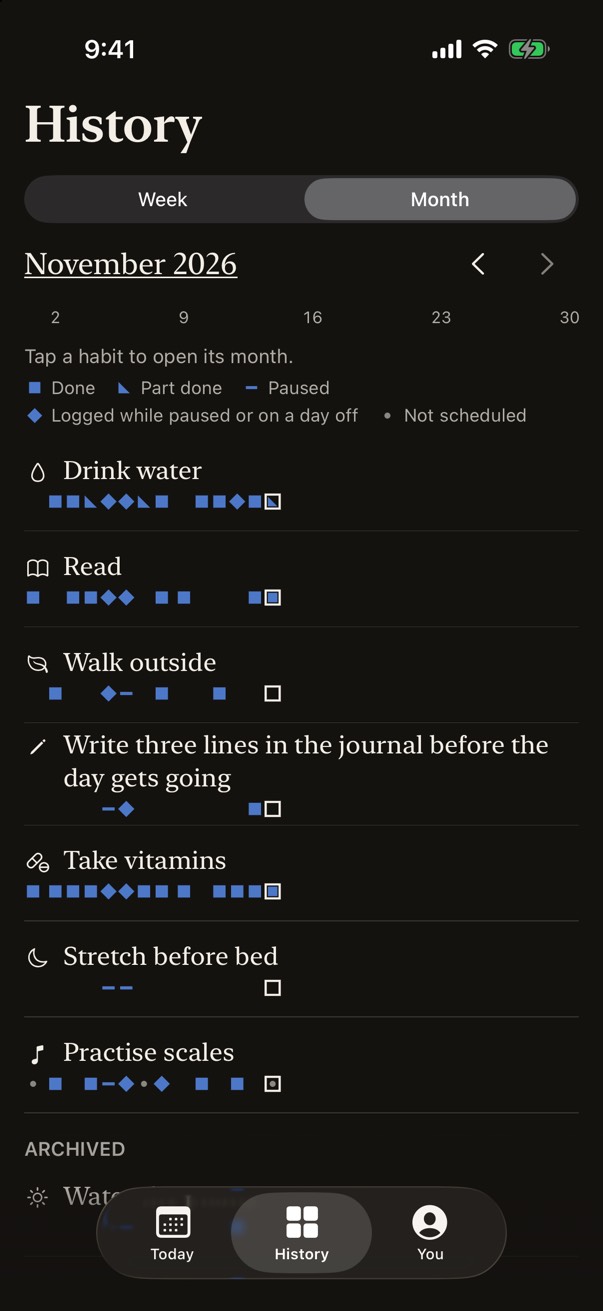 9:41
History
Week Month
November 2026
2 9 16 23 30
Tap a habit to open its month.
Done Part done Paused
Logged while paused or on a day off Not scheduled
Drink water
Read
Walk outside
Write three lines in the journal before the
day gets going
Take vitamins
Stretch before bed
Practise scales
ARCHIVED
Today History You